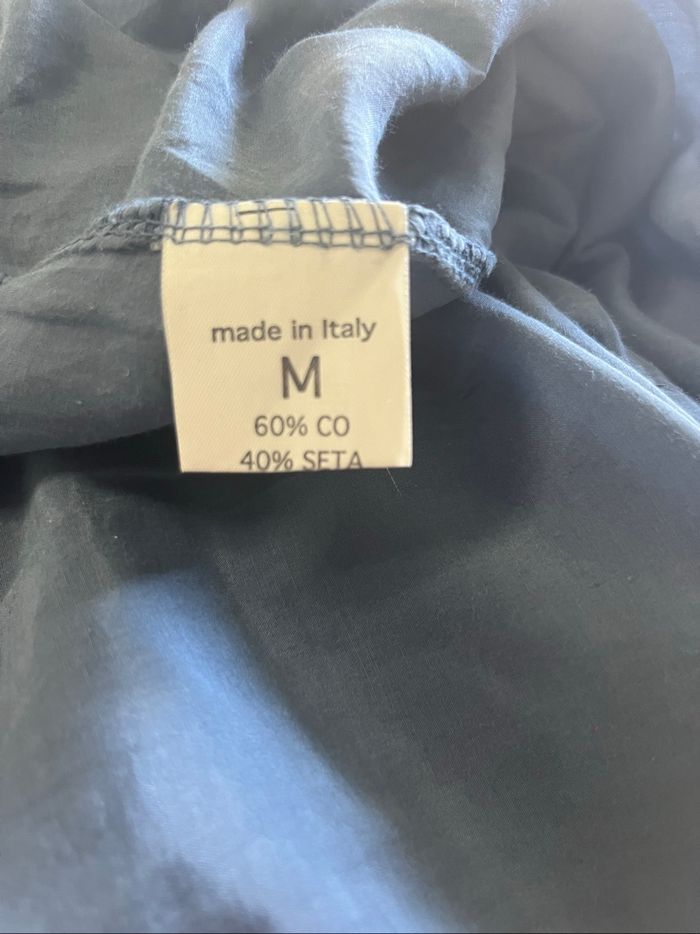 made in Italy
M
60% CO
40% SETA